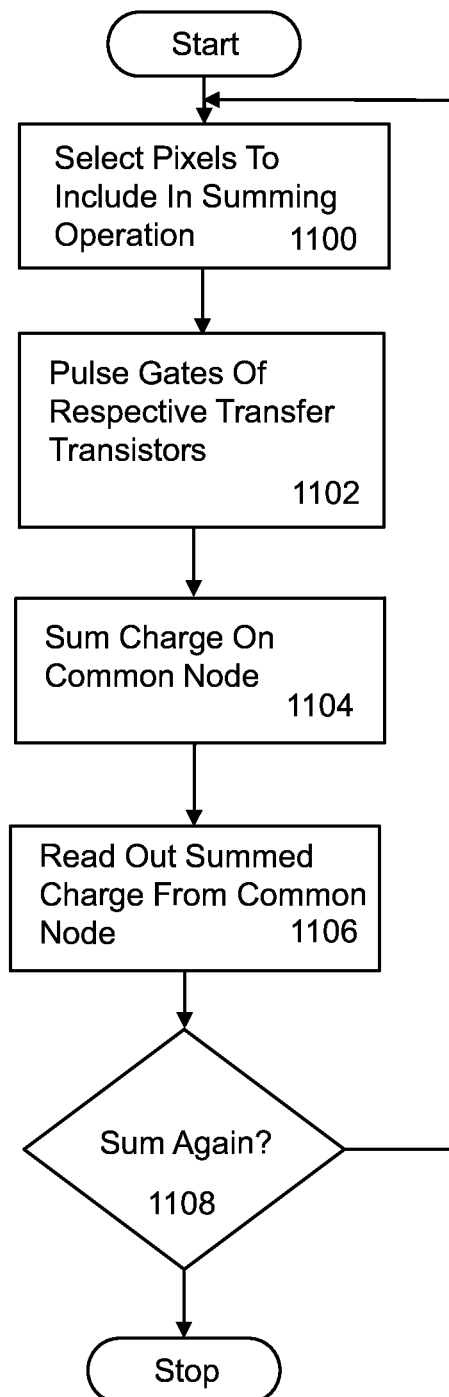 Start
Select Pixels To
Include In Summing
Operation 1100
Pulse Gates Of
Respective Transfer
Transistors
1102
Sum Charge On
Common Node
1104
Read Out Summed
Charge From Common
Node 1106
Sum Again?
1108
Stop